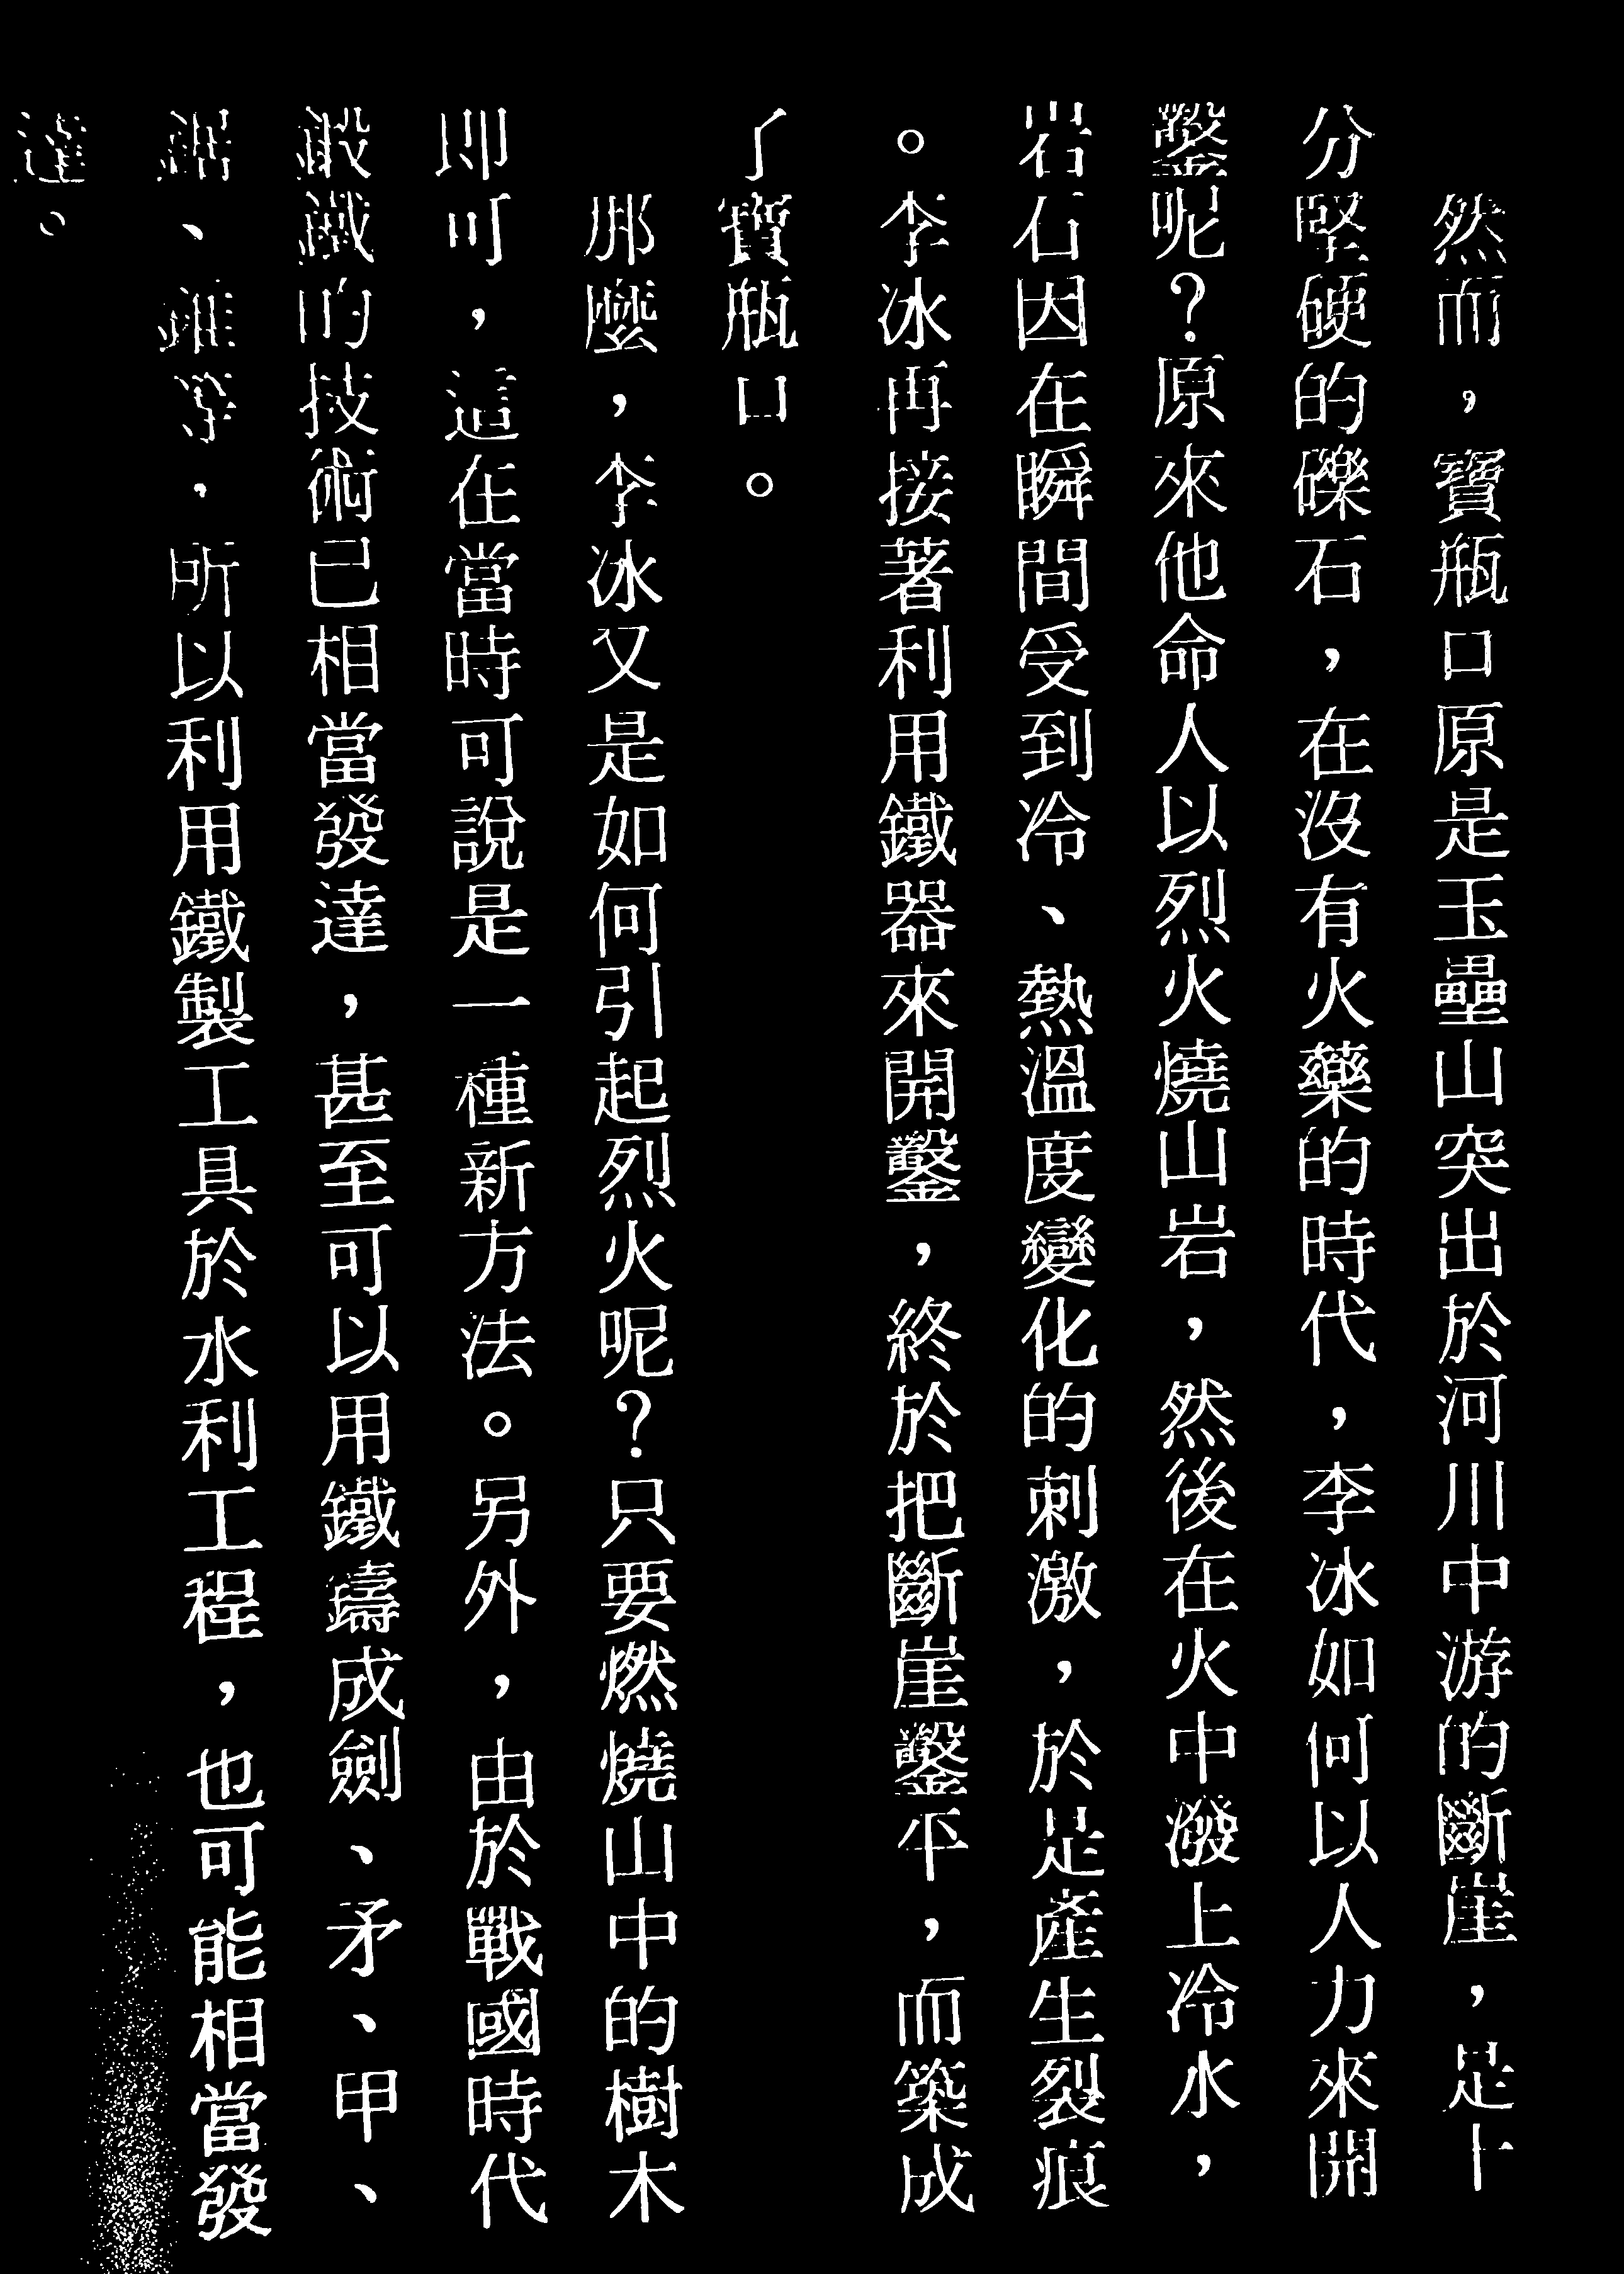 然而，寶瓶口原是玉壘山突出於河川中游的斷崖，是十
分堅硬的礫石，在沒有火藥的時代，李冰如何以人力來開
鑿呢？原來他命人以烈火燒山岩，然後在火中潑上冷水，
岩石因在瞬間受到冷、熱溫度變化的刺激，於是產生裂痕
。李冰再接著利用鐵器來開鑿，終於把斷崖鑿平，而築成
了寶瓶口。
那麼，李冰又是如何引起烈火呢？只要燃燒山中的樹木
即可，這在當時可說是一種新方法。另外，由於戰國時代
鍛鐵的技術已相當發達，甚至可以用鐵鑄成劍、矛、甲、
鋸、錐等，所以利用鐵製工具於水利工程，也可能相當發
達。